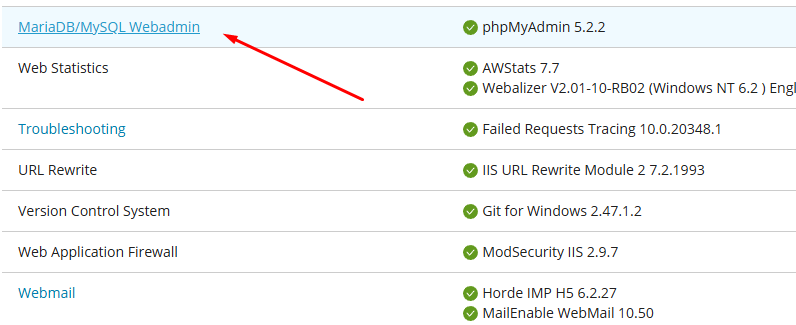 MariaDB/MySQL Webadmin
phpMyAdmin 5.2.2
Web Statistics
AWStats 7.7
Webalizer V2.01-10-RB02 (Windows NT 6.2 ) Engl
Troubleshooting
Failed Requests Tracing 10.0.20348.1
URL Rewrite
IIS URL Rewrite Module 2 7.2.1993
Version Control System
Git for Windows 2.47.1.2
Web Application Firewall
ModSecurity IIS 2.9.7
Webmail
Horde IMP H5 6.2.27
MailEnable WebMail 10.50